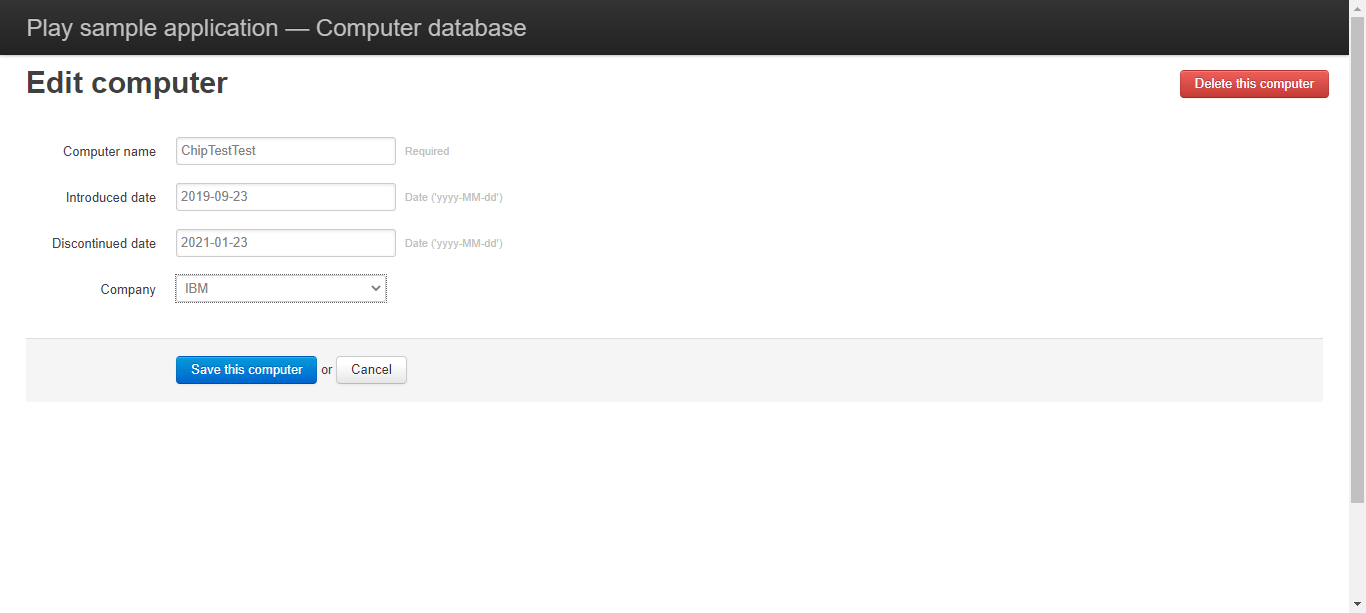 Play sample application — Computer database
Edit computer
Delete this computer
Computer name ChipTestTest Required
Introduced date 2019-09-23 Date ('yyyy-MM-dd')
Discontinued date 2021-01-23 Date ('yyyy-MM-dd')
Company IBM
Save this computer or Cancel